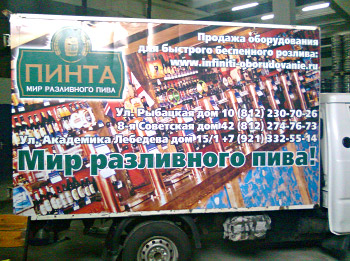 ПИНТА
МИР РАЗЛИВНОГО ПИВА
Продажа оборудования
для быстрого беспенного розлива:
www.infiniti-oborudovanie.ru
Ул. Рыбацкая дом 10 (812) 230-70-26
8-я Советская дом 42 (812) 274-76-73
Ул. Академика Лебедева дом 15/1 +7 (921) 332-55-14
Мир разливного пива!